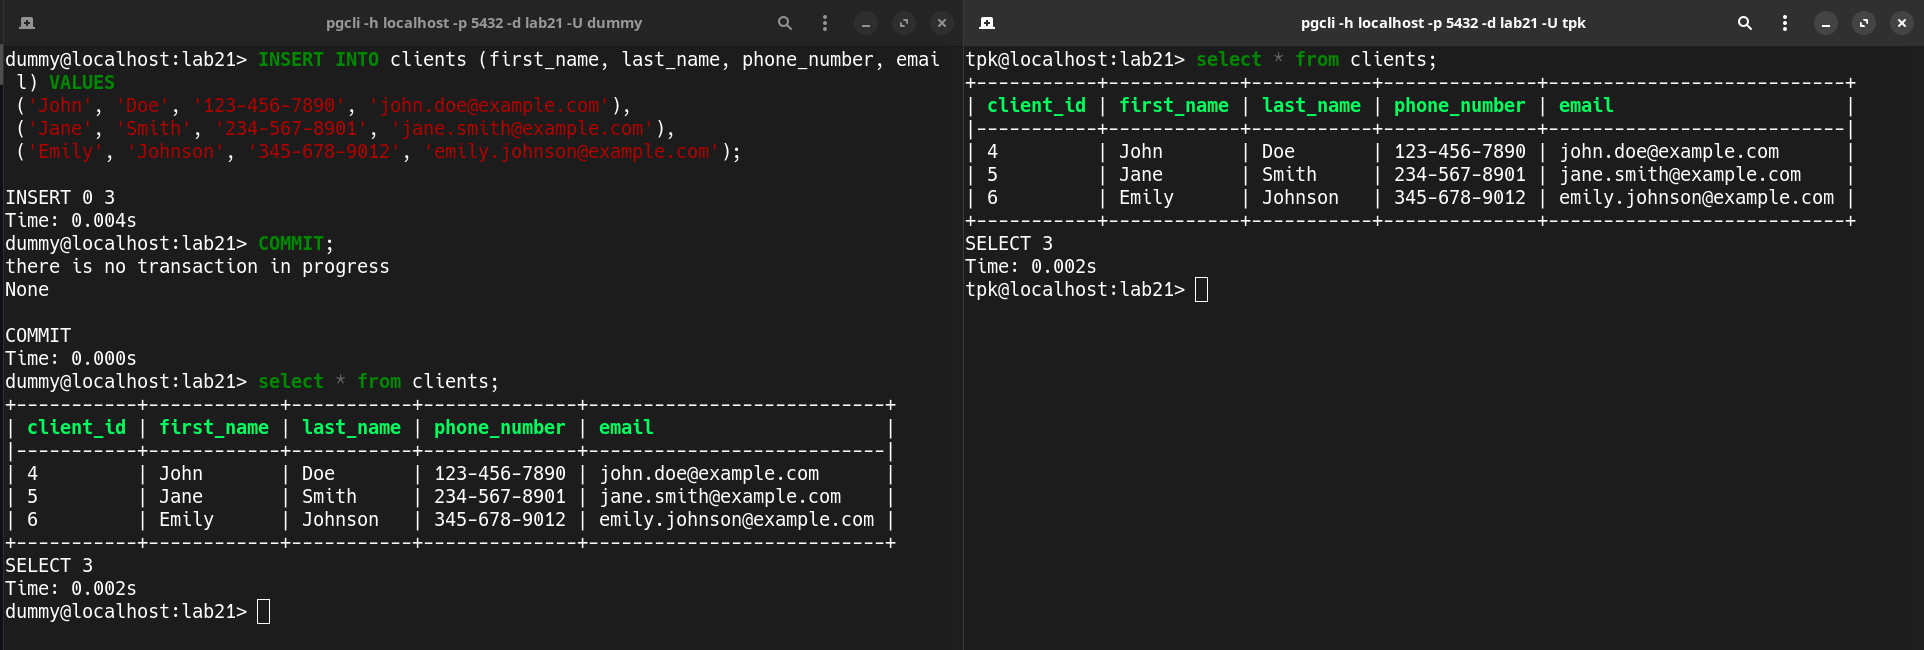 pgcli -h localhost -p 5432 -d lab21 -U dummy
dummy@localhost:lab21> INSERT INTO clients (first_name, last_name, phone_number, emai
l) VALUES
('John', 'Doe', '123-456-7890', 'john.doe@example.com'),
('Jane', 'Smith', '234-567-8901', 'jane.smith@example.com'),
('Emily', 'Johnson', '345-678-9012', 'emily.johnson@example.com');
INSERT 0 3
Time: 0.004s
dummy@localhost:lab21> COMMIT;
there is no transaction in progress
None
COMMIT
Time: 0.000s
dummy@localhost:lab21> select * from clients;
+-----------+------------+-----------+--------------+---------------------------+
| client_id | first_name | last_name | phone_number | email                     |
|-----------+------------+-----------+--------------+---------------------------|
| 4         | John       | Doe       | 123-456-7890 | john.doe@example.com      |
| 5         | Jane       | Smith     | 234-567-8901 | jane.smith@example.com    |
| 6         | Emily      | Johnson   | 345-678-9012 | emily.johnson@example.com |
+-----------+------------+-----------+--------------+---------------------------+
SELECT 3
Time: 0.002s
dummy@localhost:lab21>
pgcli -h localhost -p 5432 -d lab21 -U tpk
tpk@localhost:lab21> select * from clients;
+-----------+------------+-----------+--------------+---------------------------+
| client_id | first_name | last_name | phone_number | email                     |
|-----------+------------+-----------+--------------+---------------------------|
| 4         | John       | Doe       | 123-456-7890 | john.doe@example.com      |
| 5         | Jane       | Smith     | 234-567-8901 | jane.smith@example.com    |
| 6         | Emily      | Johnson   | 345-678-9012 | emily.johnson@example.com |
+-----------+------------+-----------+--------------+---------------------------+
SELECT 3
Time: 0.002s
tpk@localhost:lab21>